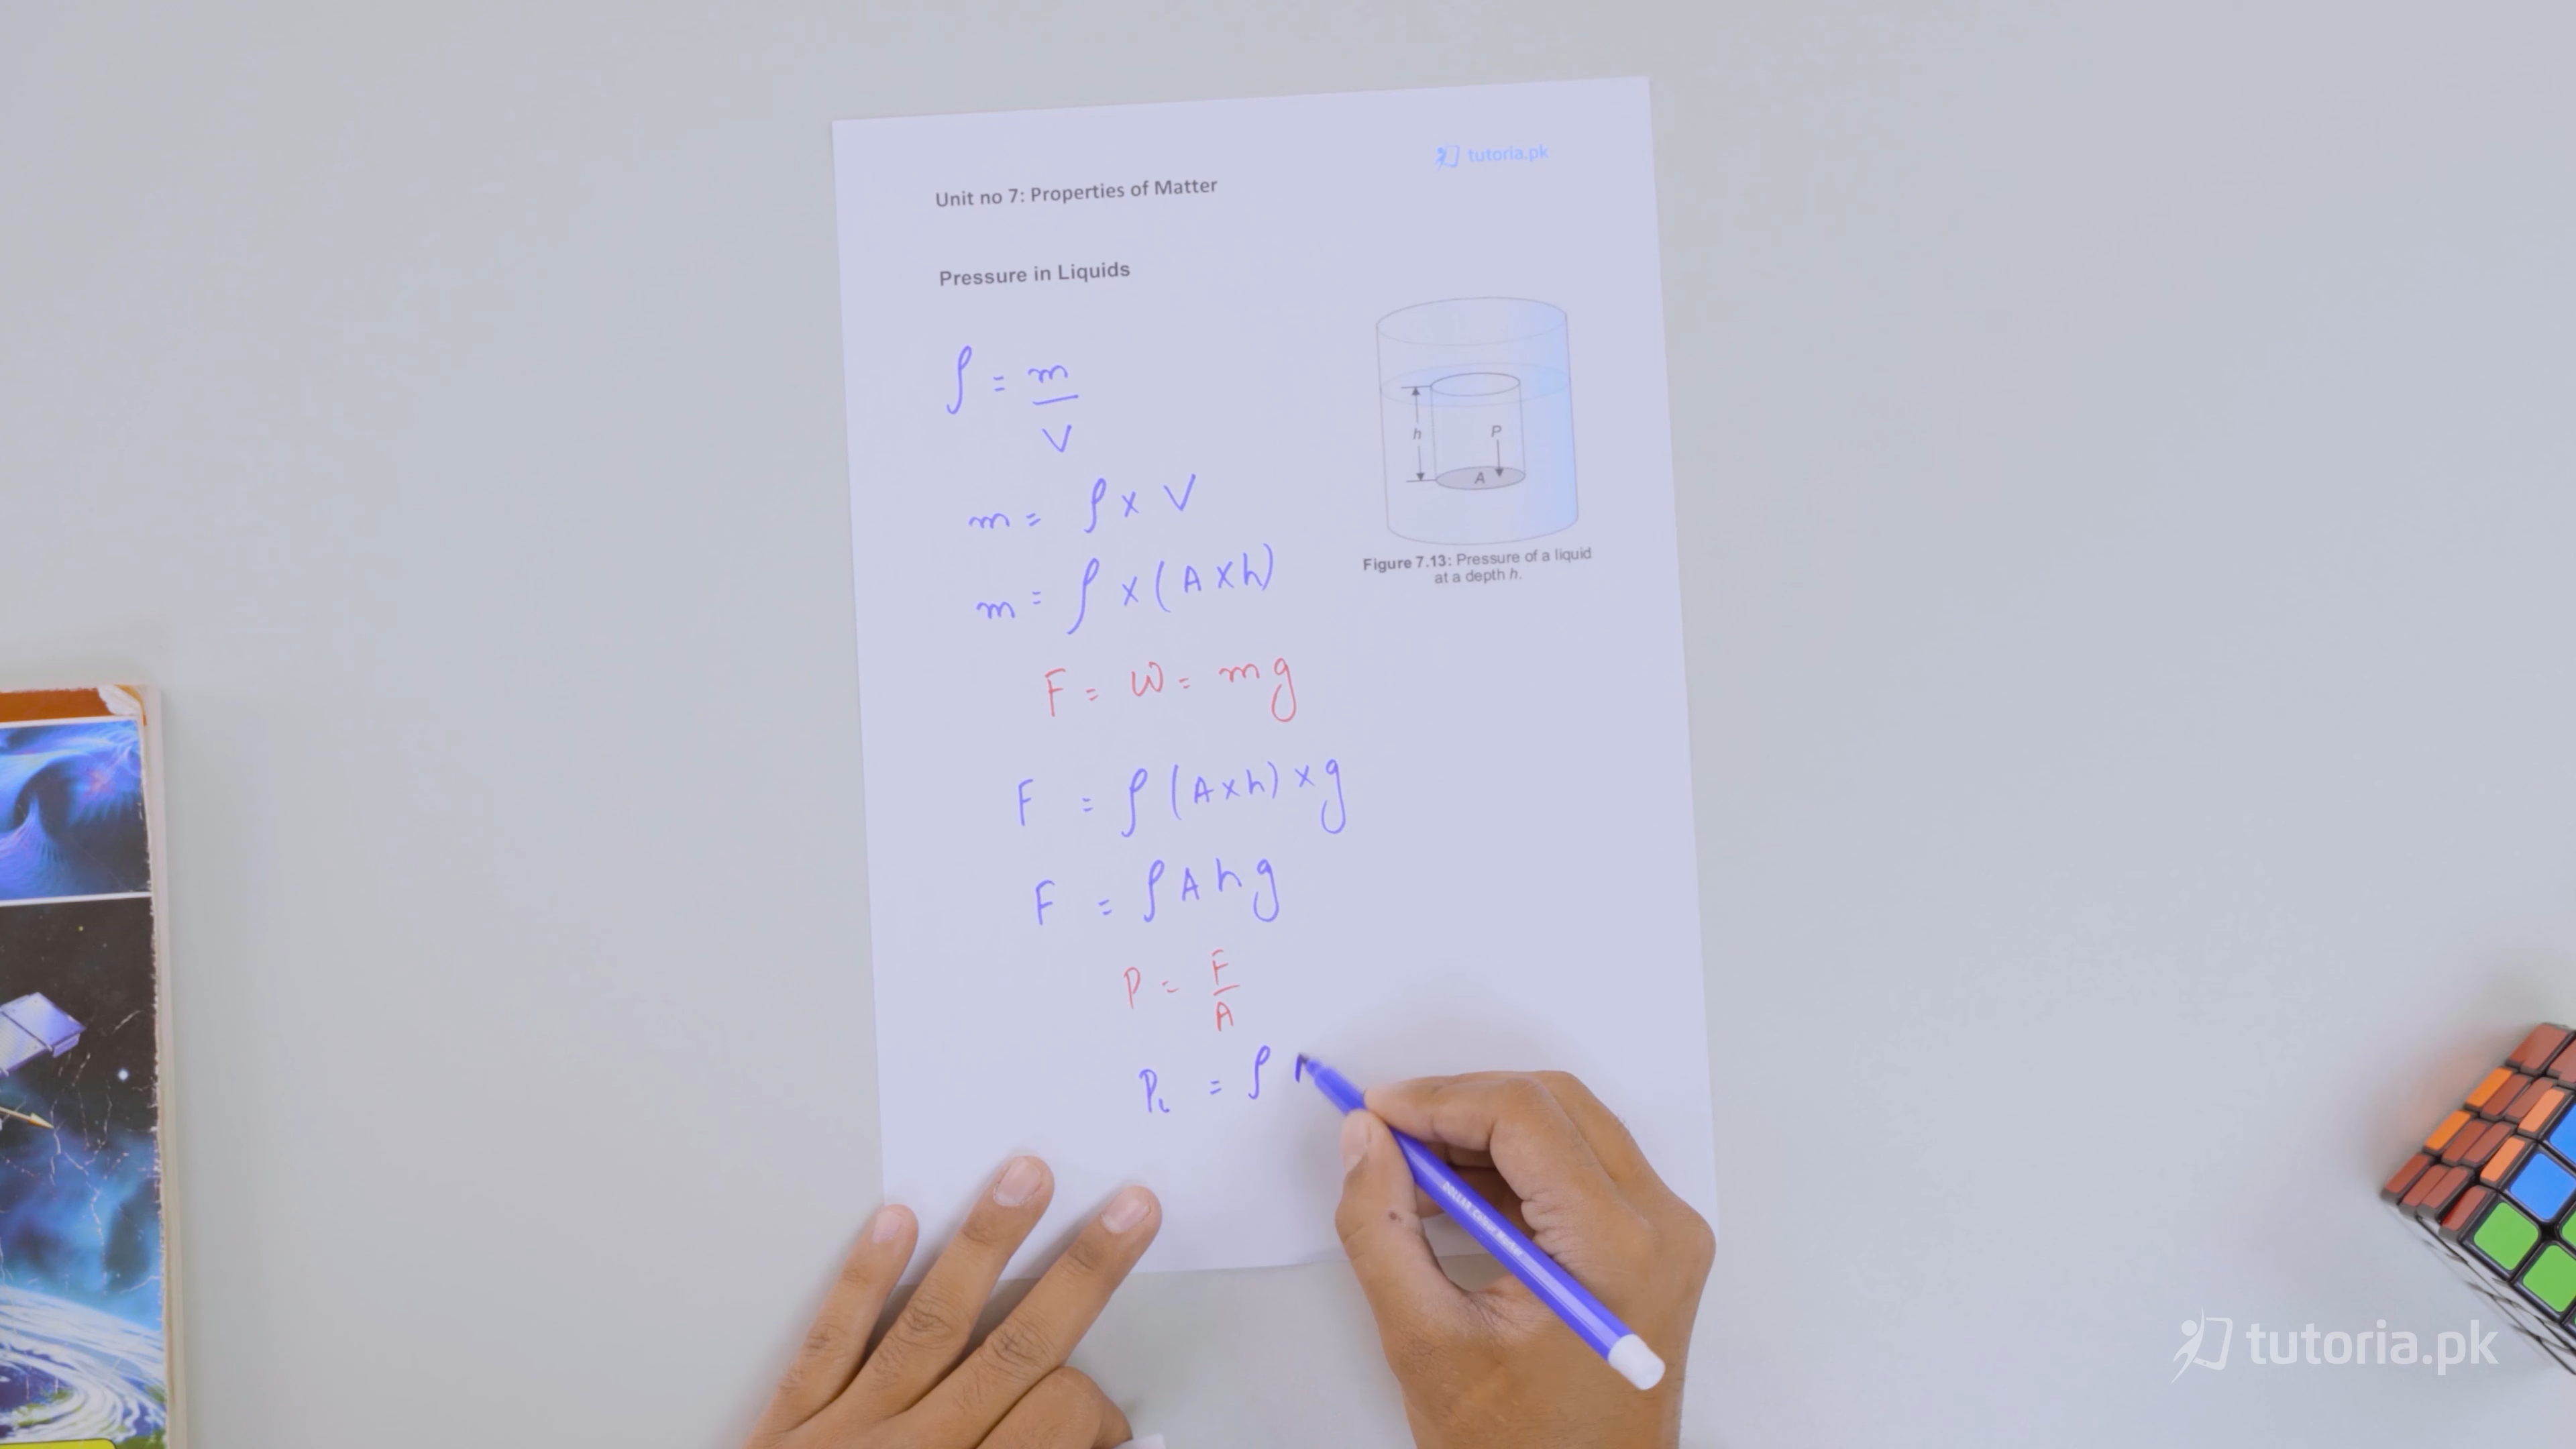 tutoria.pk
Unit no 7: Properties of Matter
Pressure in Liquids
ρ = m
V
m = ρ x V
m = ρ x (A x h)
h
P
A
Figure 7.13: Pressure of a liquid
at a depth h.
F = W = mg
F = ρ (A x h) x g
F = ρ A h g
P = F
A
P_L = ρ
tutoria.pk